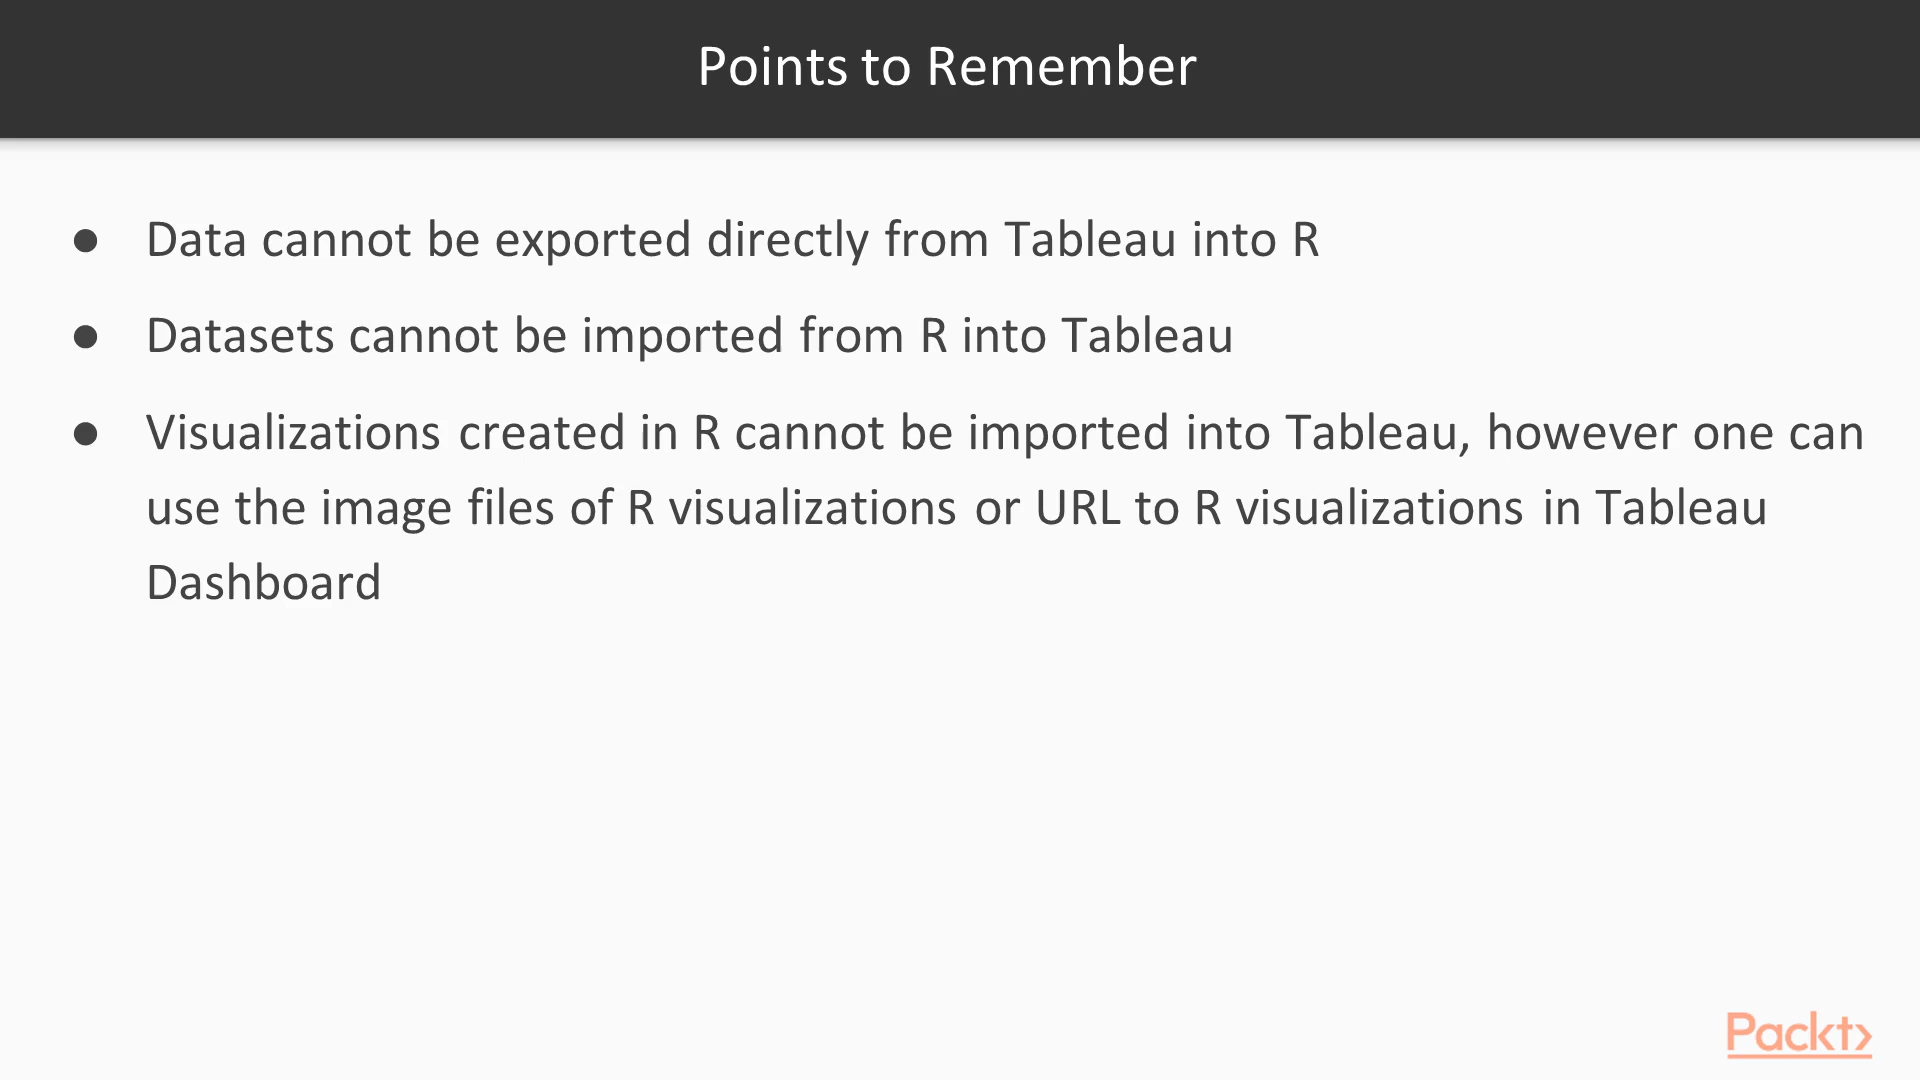 Points to Remember
● Data cannot be exported directly from Tableau into R
● Datasets cannot be imported from R into Tableau
● Visualizations created in R cannot be imported into Tableau, however one can
use the image files of R visualizations or URL to R visualizations in Tableau
Dashboard
Packt>